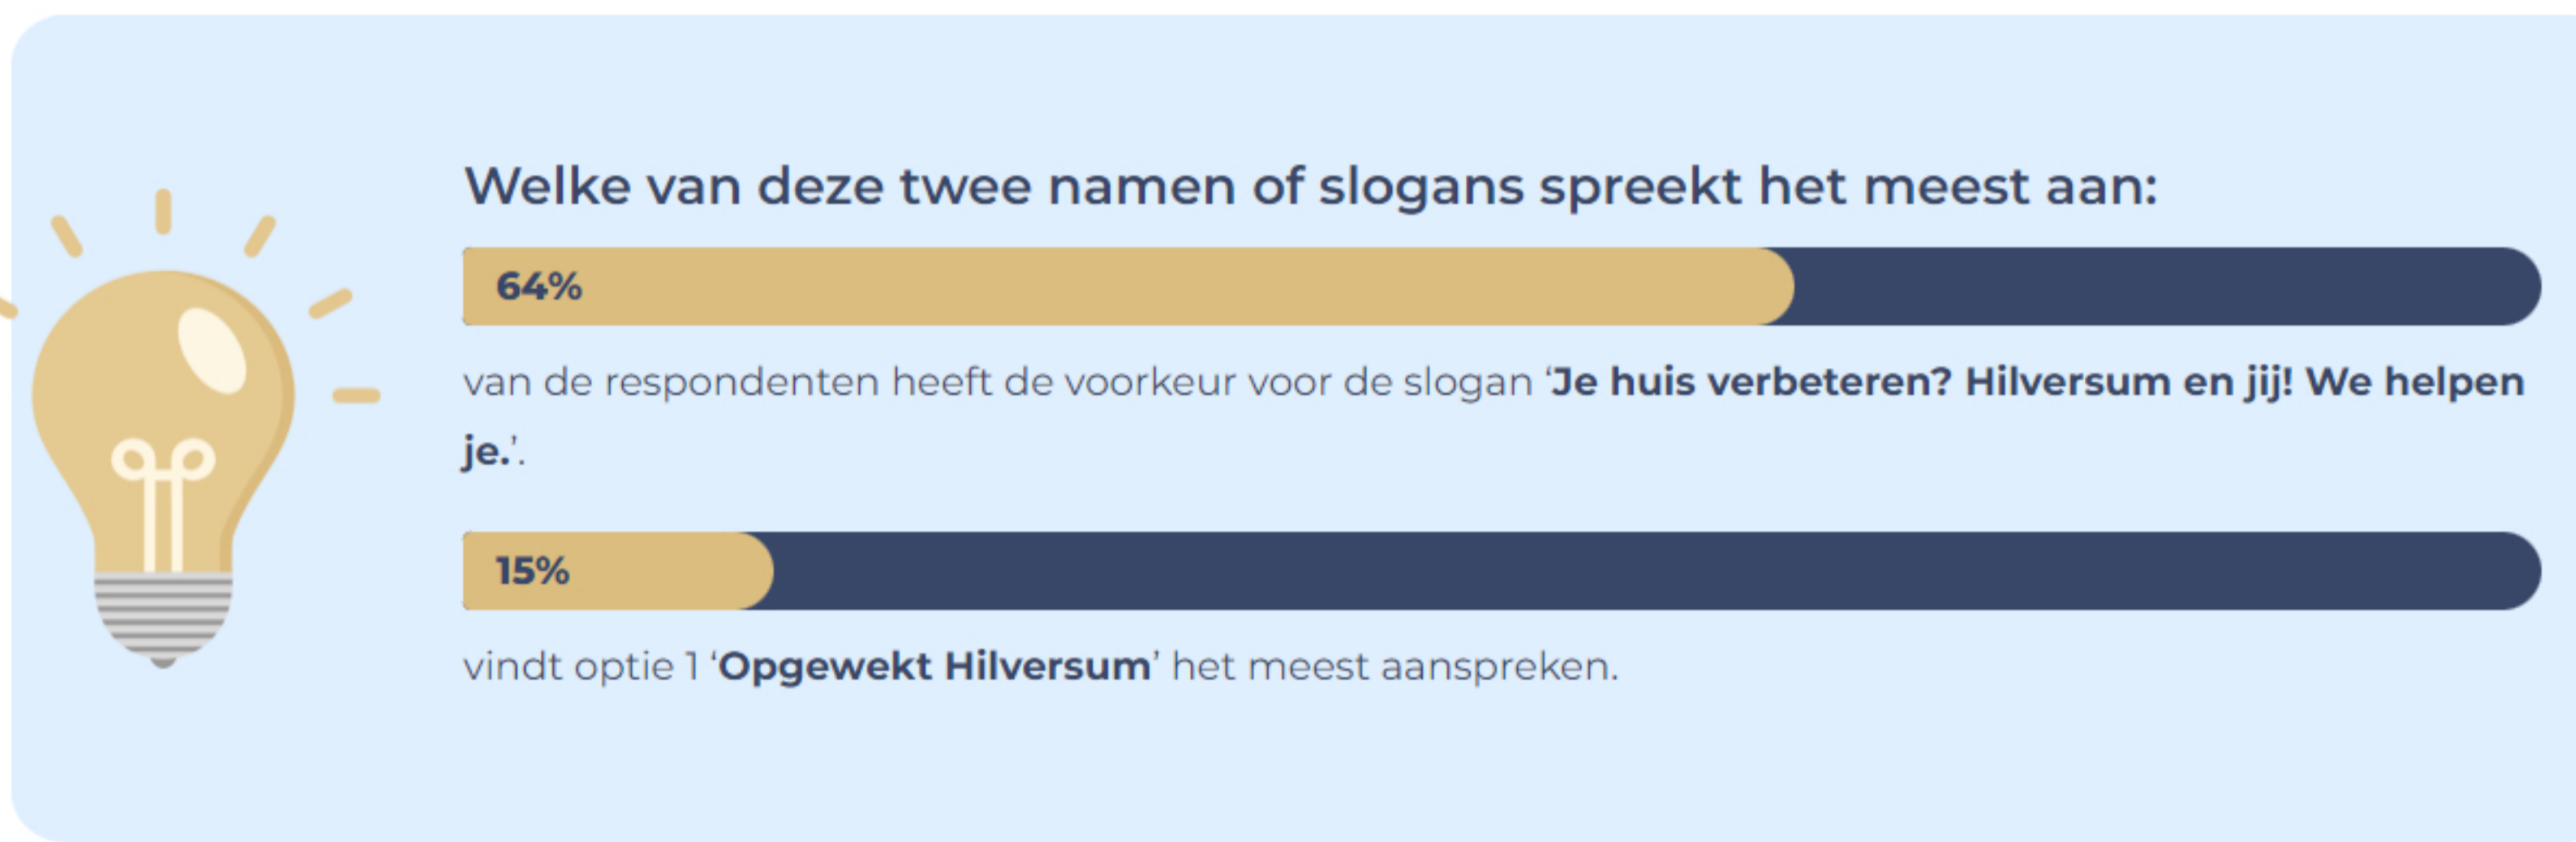 Welke van deze twee namen of slogans spreekt het meest aan:
64%
van de respondenten heeft de voorkeur voor de slogan ‘Je huis verbeteren? Hilversum en jij! We helpen
je.’.
15%
vindt optie 1 ‘Opgewekt Hilversum’ het meest aanspreken.